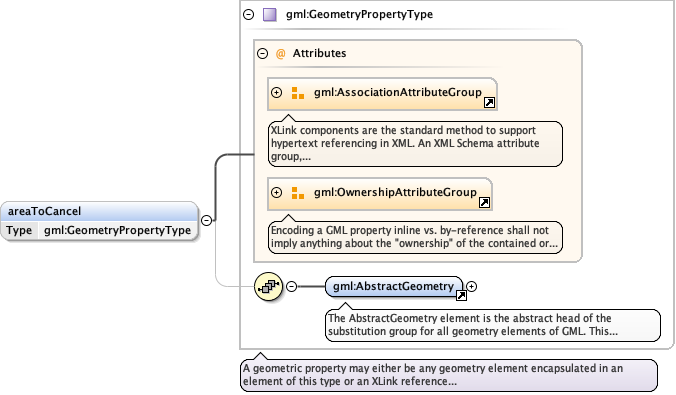 gml:GeometryPropertyType
@ Attributes
gml:AssociationAttributeGroup
XLink components are the standard method to support
hypertext referencing in XML. An XML Schema attribute
group,...
gml:OwnershipAttributeGroup
Encoding a GML property inline vs. by-reference shall not
imply anything about the "ownership" of the contained or...
areaToCancel
Type gml:GeometryPropertyType
gml:AbstractGeometry
The AbstractGeometry element is the abstract head of the
substitution group for all geometry elements of GML. This...
A geometric property may either be any geometry element encapsulated in an
element of this type or an XLink reference...